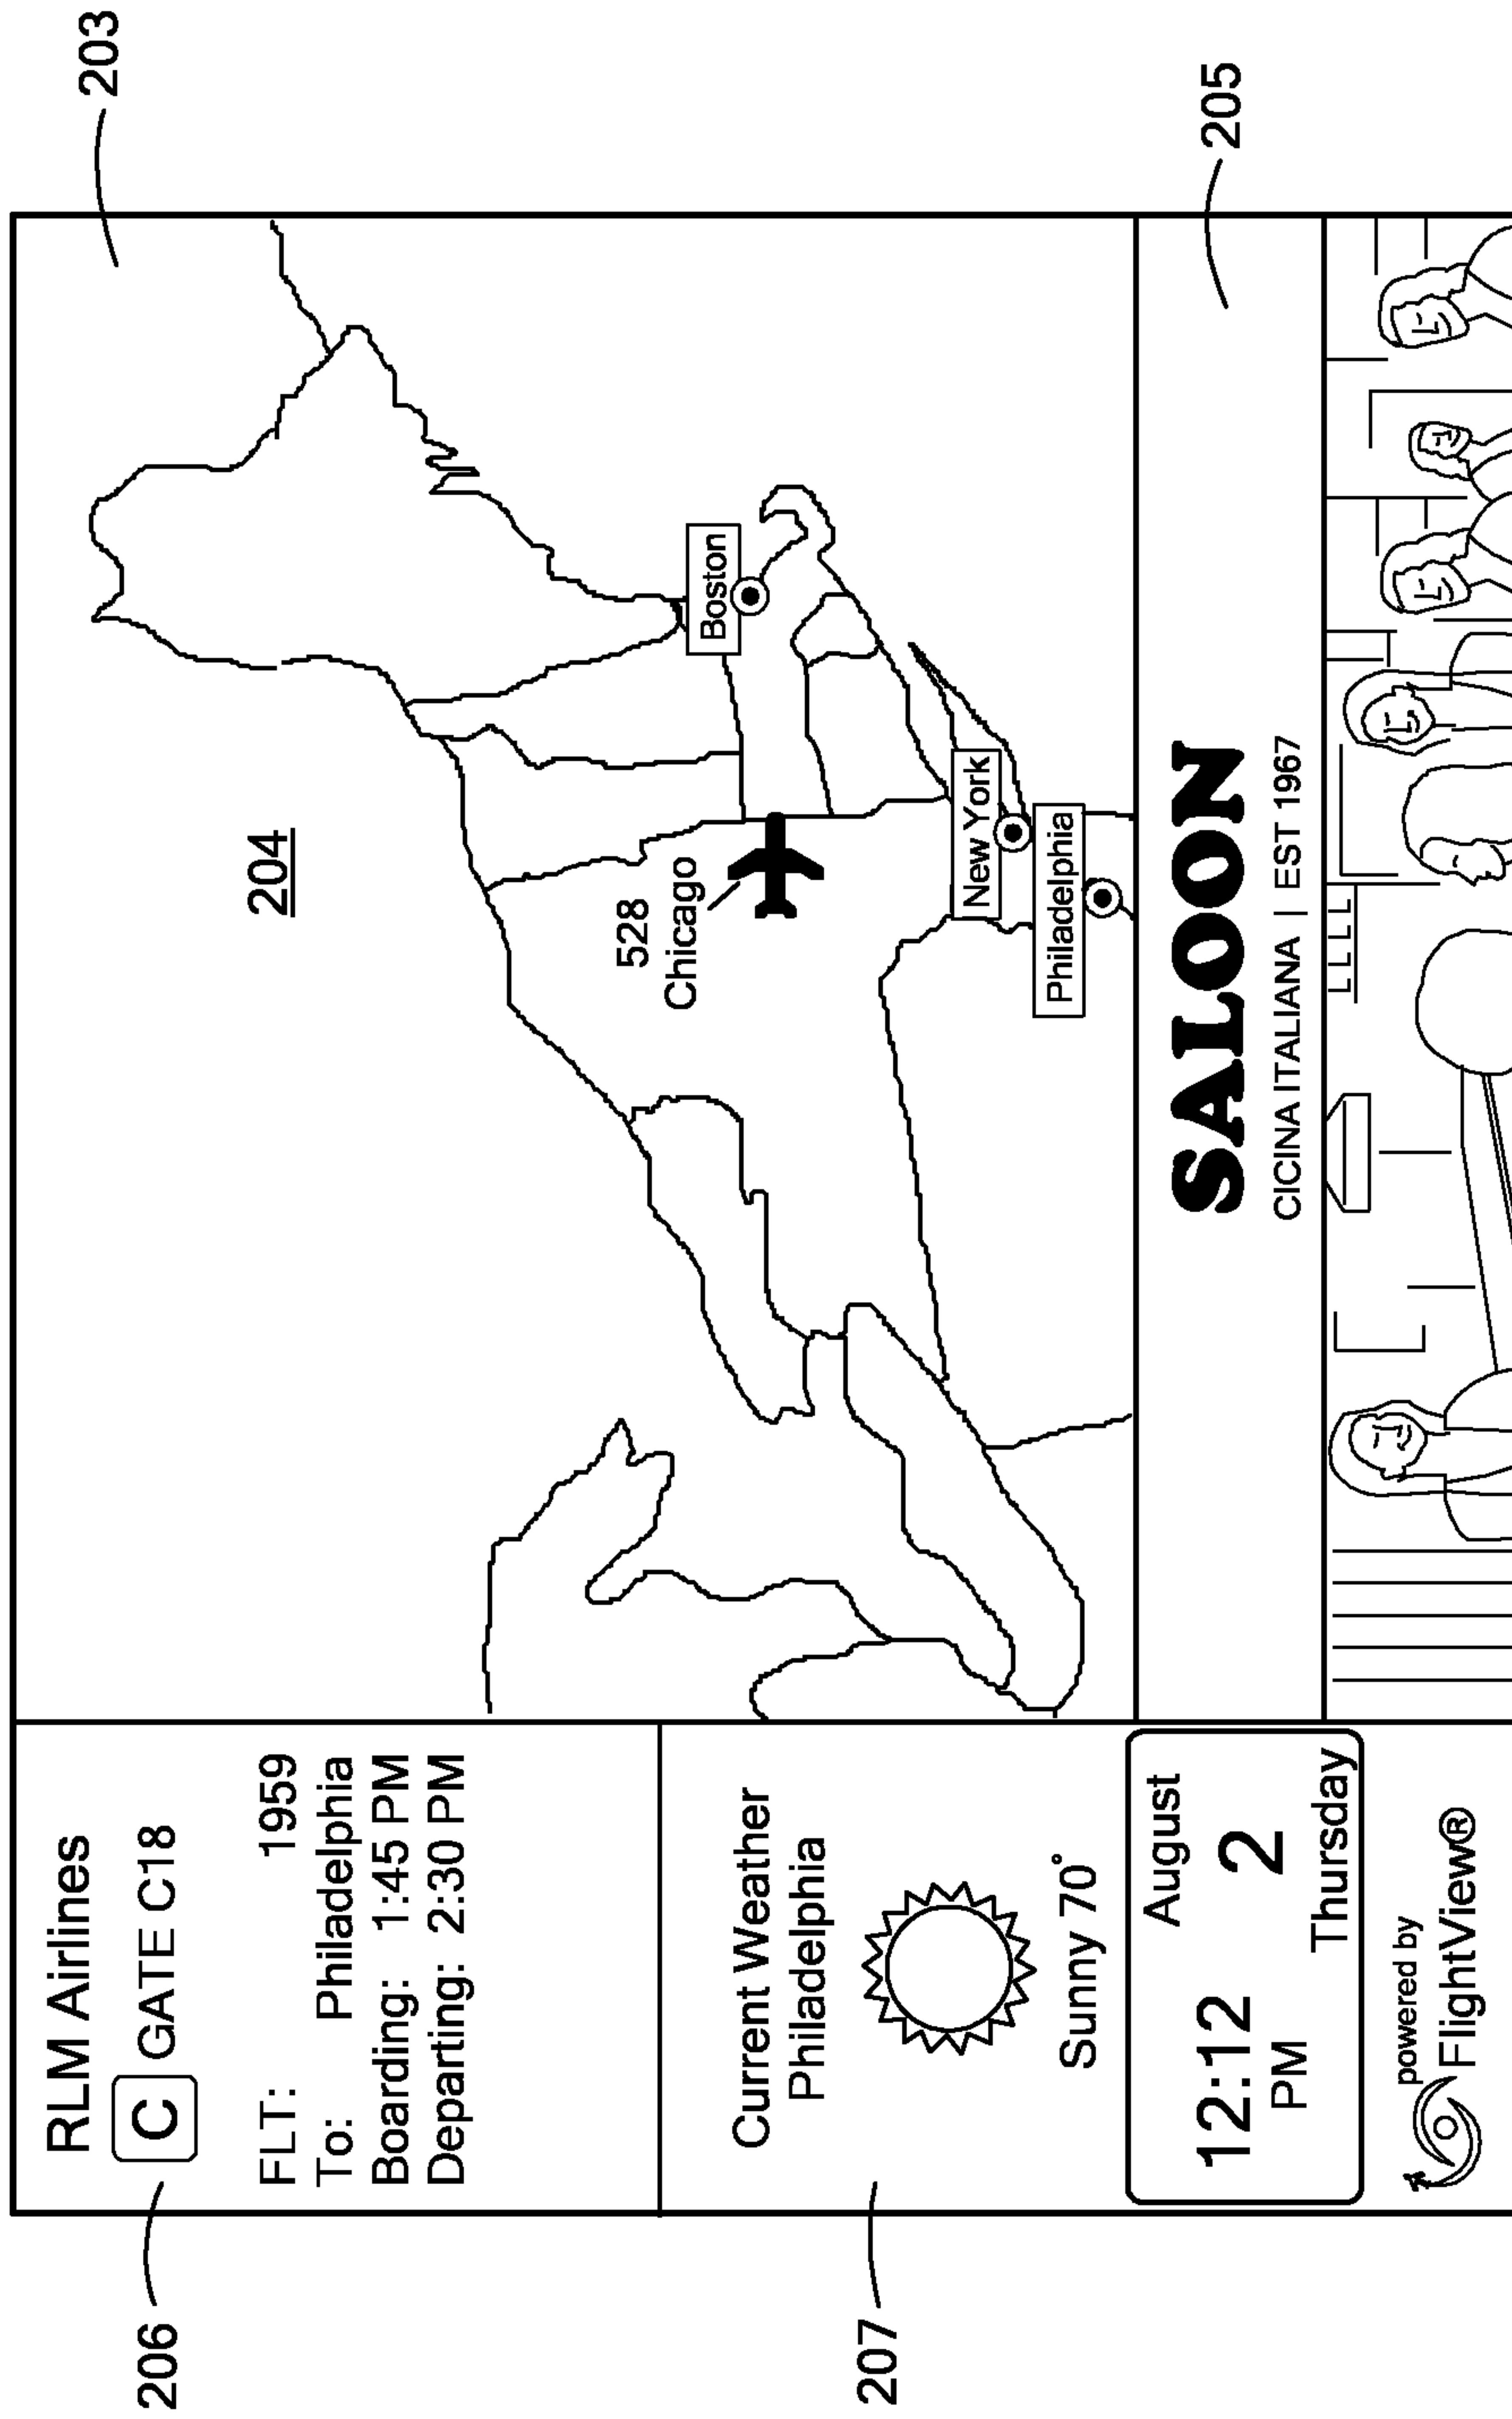 RLM Airlines
C GATE C18
FLT: 1959
To: Philadelphia
Boarding: 1:45 PM
Departing: 2:30 PM
206
Current Weather
Philadelphia
Sunny 70°
207
August
12:12 2
PM
Thursday
powered by
FlightView®
203
204
528
Chicago
Boston
New York
Philadelphia
SALOON
CICINA ITALIANA | EST 1967
205